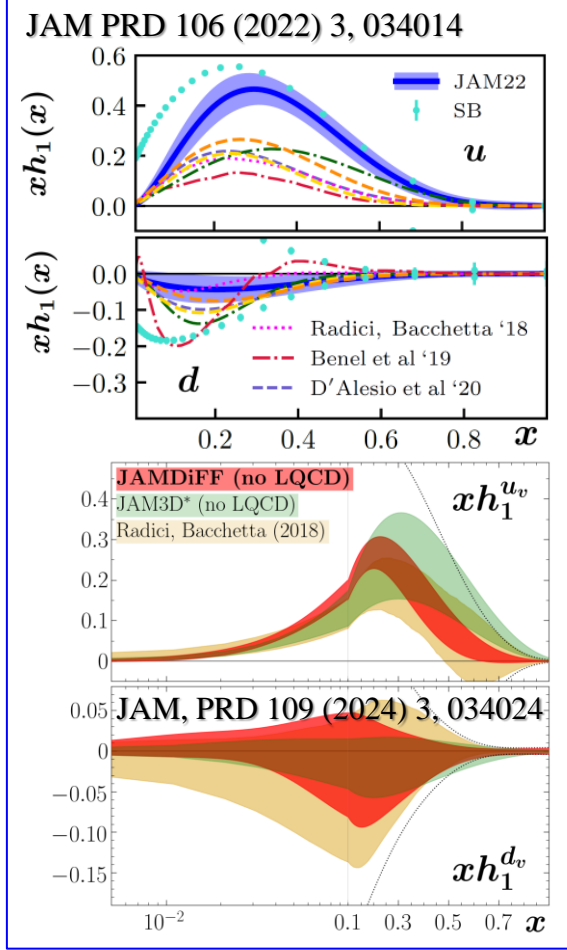 JAM PRD 106 (2022) 3, 034014
0.6
0.4
0.2
0.0
xh₁(x)
JAM22
SB
u
0.0
−0.1
−0.2
−0.3
xh₁(x)
Radici, Bacchetta '18
Benel et al '19
D′Alesio et al '20
d
0.2 0.4 0.6 0.8 x
JAMDiFF (no LQCD)
JAM3D* (no LQCD)
Radici, Bacchetta (2018)
xh₁^{u_v}
0.4
0.3
0.2
0.1
0
JAM, PRD 109 (2024) 3, 034024
0.05
0
−0.05
−0.10
−0.15
xh₁^{d_v}
10⁻² 0.1 0.3 0.5 0.7 x